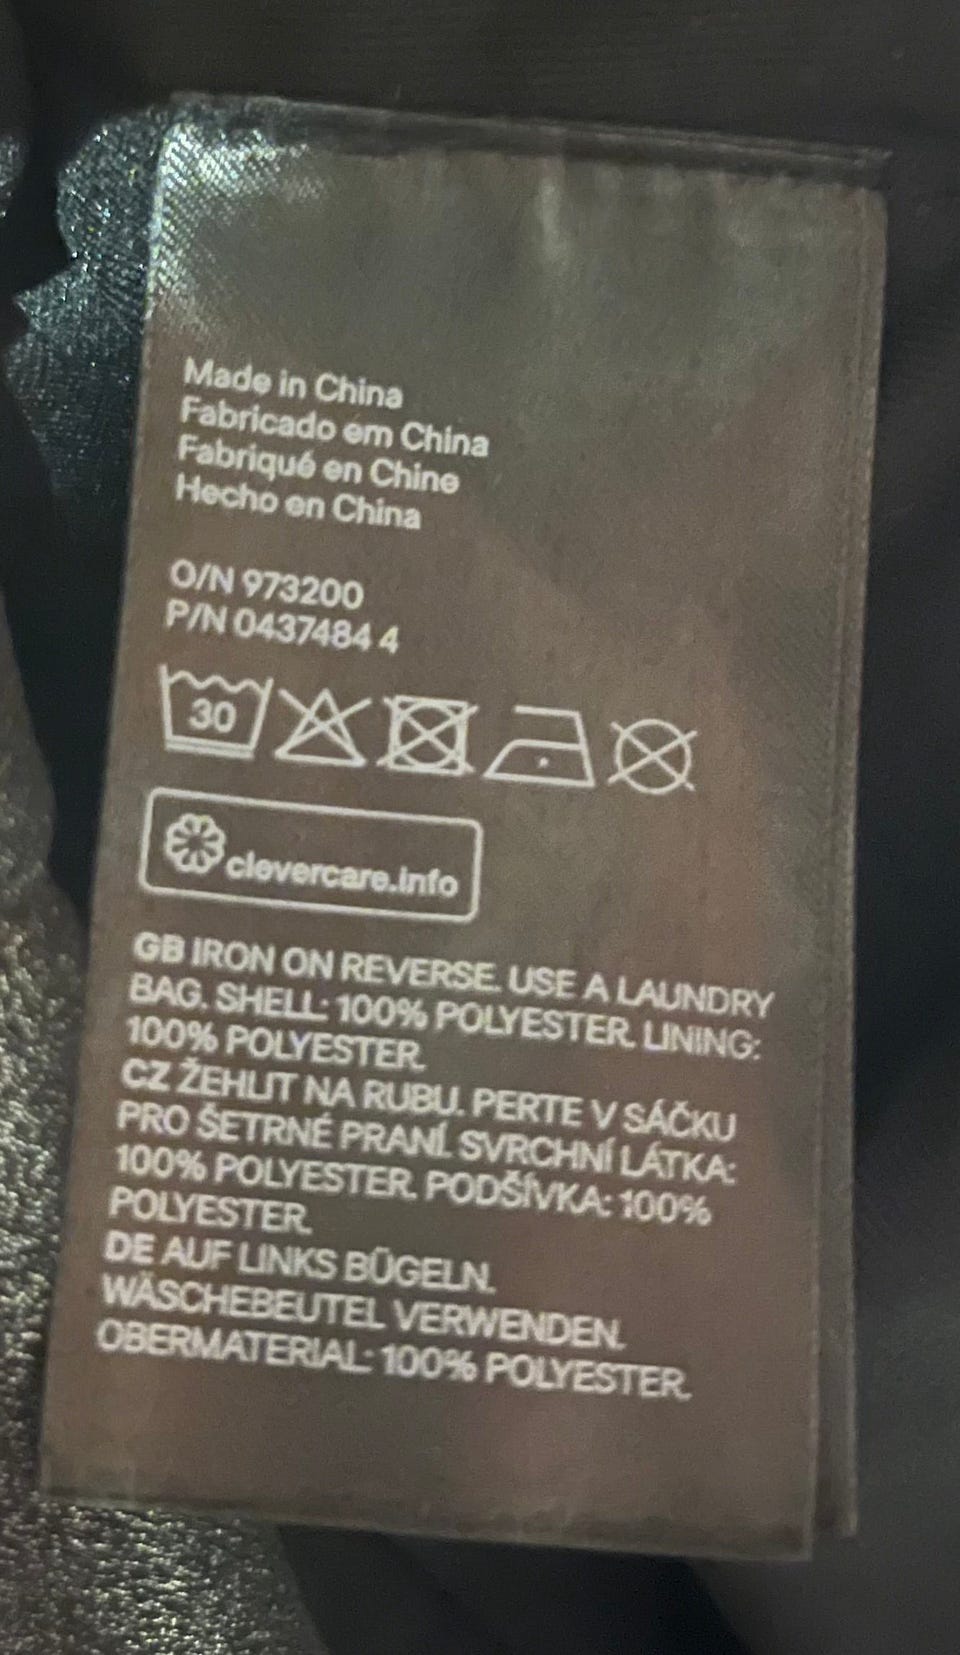 Made in China
Fabricado em China
Fabriqué en Chine
Hecho en China
O/N 973200
P/N 0437484 4
30
clevercare.info
GB IRON ON REVERSE. USE A LAUNDRY
BAG. SHELL: 100% POLYESTER. LINING:
100% POLYESTER.
CZ ŽEHLIT NA RUBU. PERTE V SÁČKU
PRO ŠETRNÉ PRANÍ. SVRCHNÍ LÁTKA:
100% POLYESTER. PODŠÍVKA: 100%
POLYESTER.
DE AUF LINKS BÜGELN.
WÄSCHEBEUTEL VERWENDEN.
OBERMATERIAL: 100% POLYESTER.